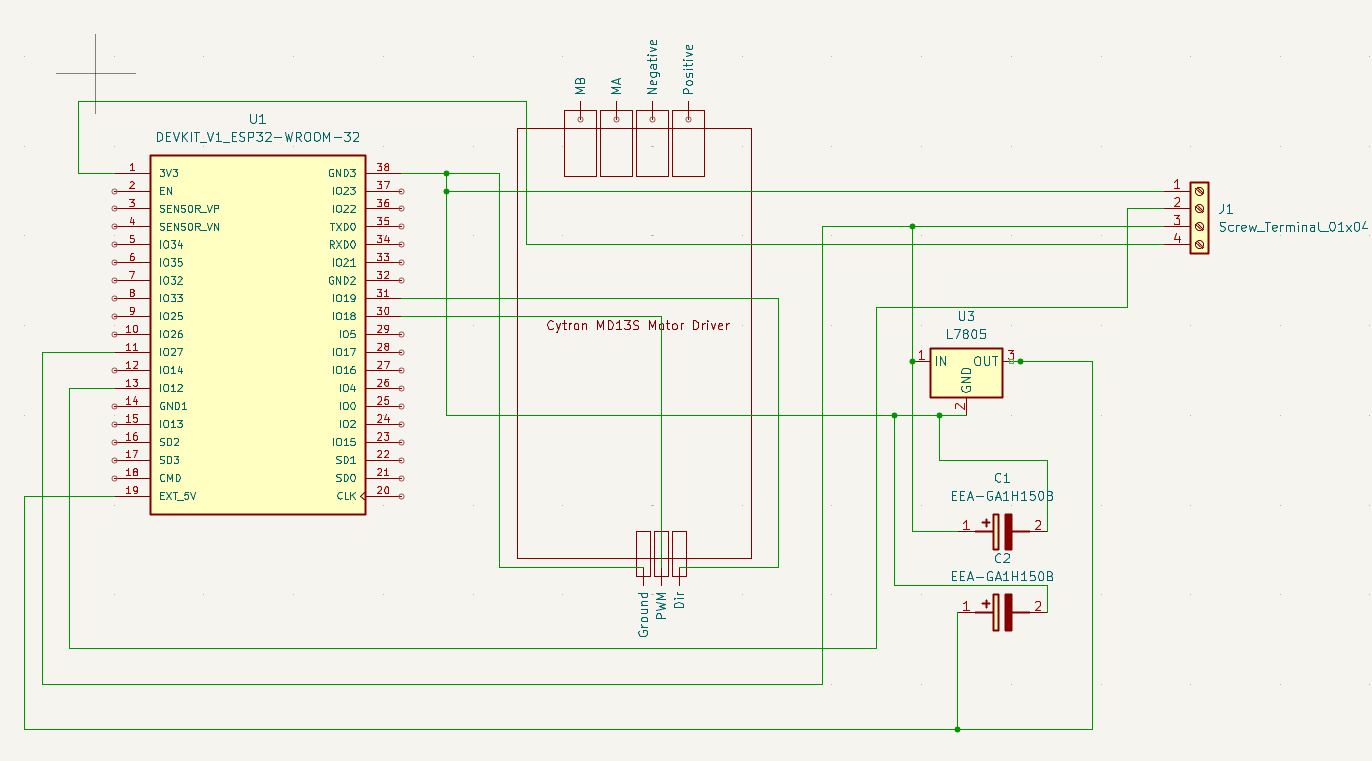 MB
MA
Negative
Positive
U1
DEVKIT_V1_ESP32-WROOM-32
1 3V3 GND3 38
2 EN IO23 37
3 SENSOR_VP IO22 36
4 SENSOR_VN TXD0 35
5 IO34 RXD0 34
6 IO35 IO21 33
7 IO32 GND2 32
8 IO33 IO19 31
9 IO25 IO18 30
10 IO26 IO5 29
11 IO27 IO17 28
12 IO14 IO16 27
13 IO12 IO4 26
14 GND1 IO0 25
15 IO13 IO2 24
16 SD2 IO15 23
17 SD3 SD1 22
18 CMD SD0 21
19 EXT_5V CLK 20
Cytron MD13S Motor Driver
Ground
PWM
Dir
1
2
3
4
J1
Screw_Terminal_01x04
U3
L7805
1 IN OUT 3
GND
2
C1
EEA-GA1H150B
1 + 2
C2
EEA-GA1H150B
1 + 2